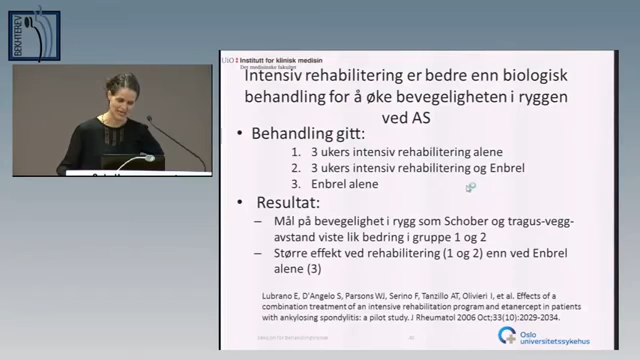 BEKHTEREV
UiO Institutt for klinisk medisin
Det medisinske fakultet
Intensiv rehabilitering er bedre enn biologisk
behandling for å øke bevegeligheten i ryggen
ved AS
• Behandling gitt:
1. 3 ukers intensiv rehabilitering alene
2. 3 ukers intensiv rehabilitering og Enbrel
3. Enbrel alene
• Resultat:
– Mål på bevegelighet i rygg som Schober og tragus-vegg-
avstand viste lik bedring i gruppe 1 og 2
– Større effekt ved rehabilitering (1 og 2) enn ved Enbrel
alene (3)
Lubrano E, D'Angelo S, Parsons WJ, Serino F, Tanzillo AT, Olivieri I, et al. Effects of a
combination treatment of an intensive rehabilitation program and etanercept in patients
with ankylosing spondylitis: a pilot study. J Rheumatol 2006 Oct;33(10):2029-2034.
Oslo
universitetssykehus